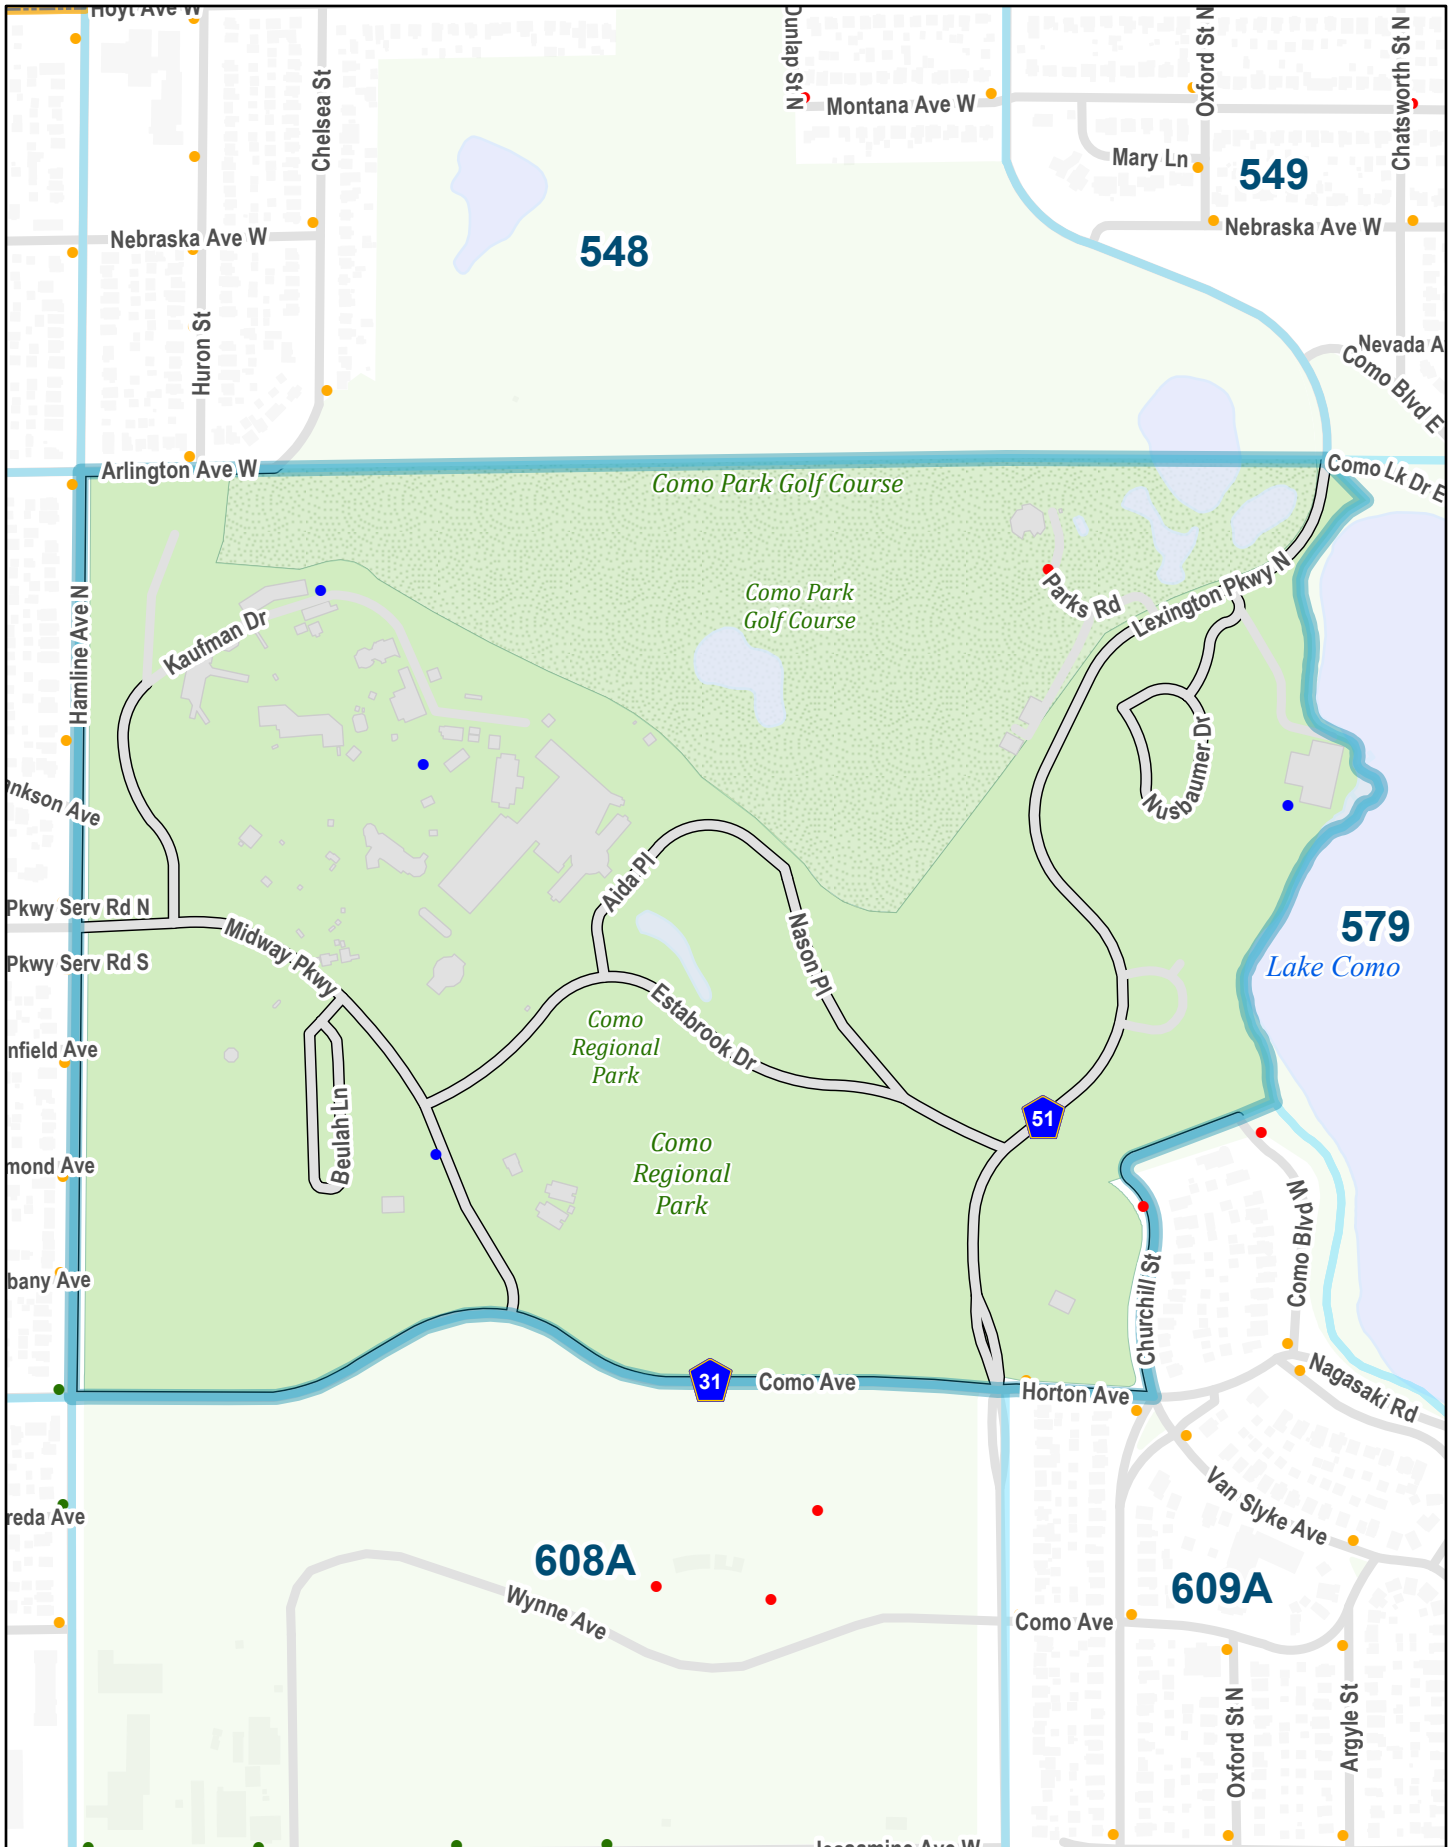 Hoyt Ave W
Dunlap St N
Oxford St N
Chatsworth St N
Chelsea St
Montana Ave W
Mary Ln
549
Nebraska Ave W
Nebraska Ave W
548
Huron St
Nevada A
Como Blvd E
Arlington Ave W
Como Lk Dr E
Como Park Golf Course
Como Park
Golf Course
Parks Rd
Lexington Pkwy N
Kaufman Dr
Hamline Ave N
Nusbaumer Dr
nkson Ave
Aida Pl
Pkwy Serv Rd N
Midway Pkwy
Nason Pl
579
Lake Como
Pkwy Serv Rd S
Estabrook Dr
Como
Regional
Park
nfield Ave
Beulah Ln
51
Como
Regional
Park
mond Ave
Como Blvd W
Churchill St
bany Ave
31
Como Ave
Horton Ave
Nagasaki Rd
Van Slyke Ave
reda Ave
608A
609A
Wynne Ave
Como Ave
Oxford St N
Argyle St
Jessamine Ave W